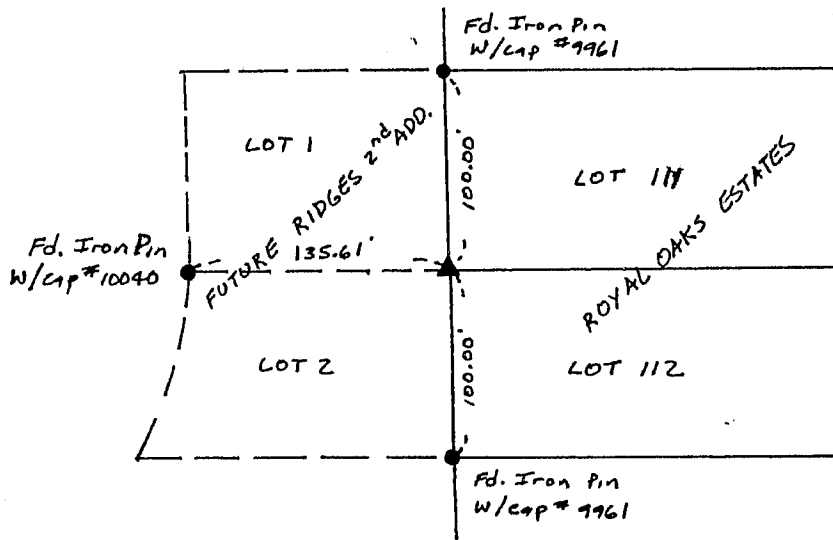 Fd. Iron Pin
W/cap #9961
LOT 1
FUTURE RIDGES 2nd ADD.
100.00'
LOT 111
ROYAL OAKS ESTATES
Fd. Iron Pin
W/cap #10040
135.61'
LOT 2
100.00'
LOT 112
Fd. Iron Pin
W/cap #9961